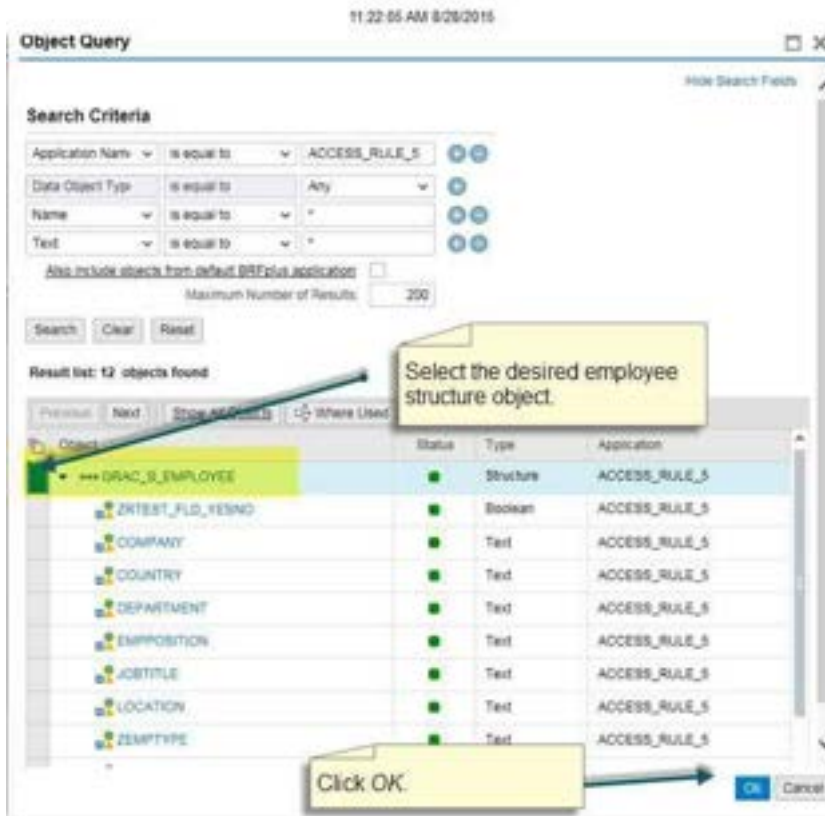 11:22:05 AM 8/28/2015
Object Query
Hide Search Fields
Search Criteria
Application Nam is equal to ACCESS_RULE_5
Data Object Typ is equal to Any
Name is equal to *
Text is equal to *
Also include objects from default BRFplus application
Maximum Number of Results: 200
Search Clear Reset
Result list: 12 objects found
Select the desired employee
structure object.
Previous Next Show All Objects Where Used
Object Status Type Application
GRAC_S_EMPLOYEE Structure ACCESS_RULE_5
ZRTEST_FLD_YESNO Boolean ACCESS_RULE_5
COMPANY Text ACCESS_RULE_5
COUNTRY Text ACCESS_RULE_5
DEPARTMENT Text ACCESS_RULE_5
EMPPOSITION Text ACCESS_RULE_5
JOBTITLE Text ACCESS_RULE_5
LOCATION Text ACCESS_RULE_5
ZEMPTYPE Text ACCESS_RULE_5
Click OK.
OK Cancel